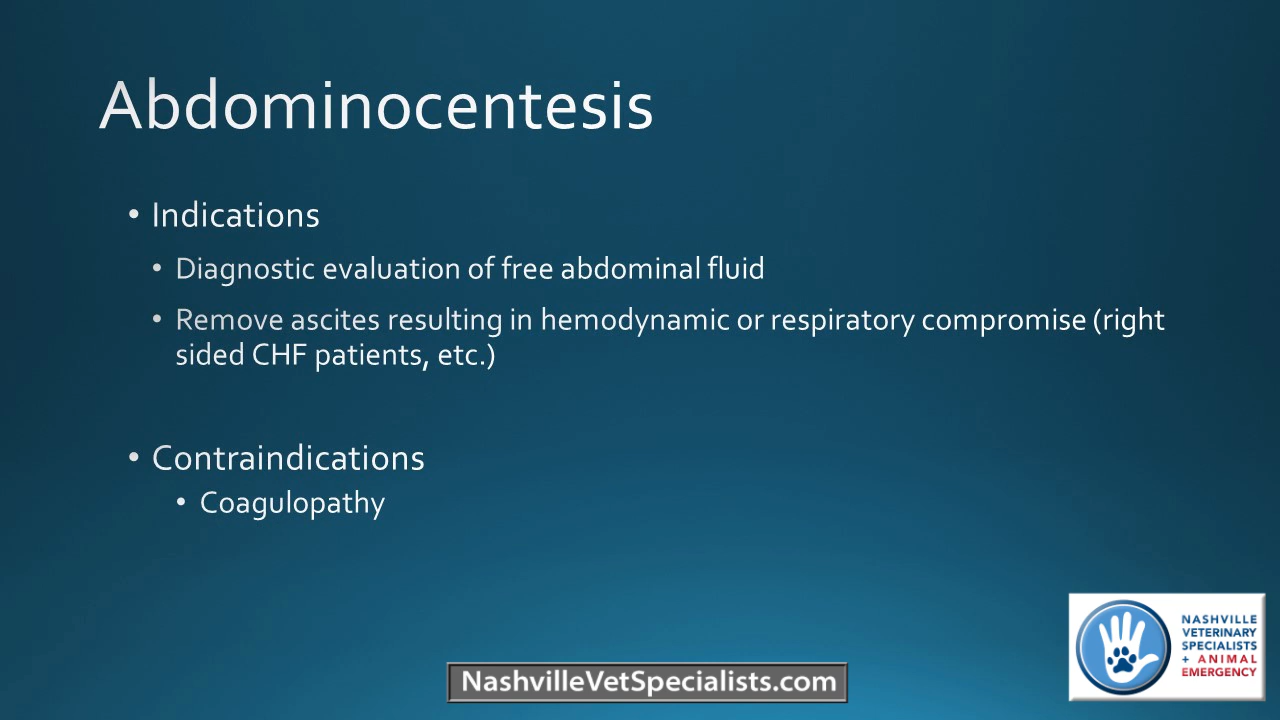 Abdominocentesis
• Indications
• Diagnostic evaluation of free abdominal fluid
• Remove ascites resulting in hemodynamic or respiratory compromise (right
sided CHF patients, etc.)
• Contraindications
• Coagulopathy
NASHVILLE
VETERINARY
SPECIALISTS
+ ANIMAL
EMERGENCY
NashvilleVetSpecialists.com